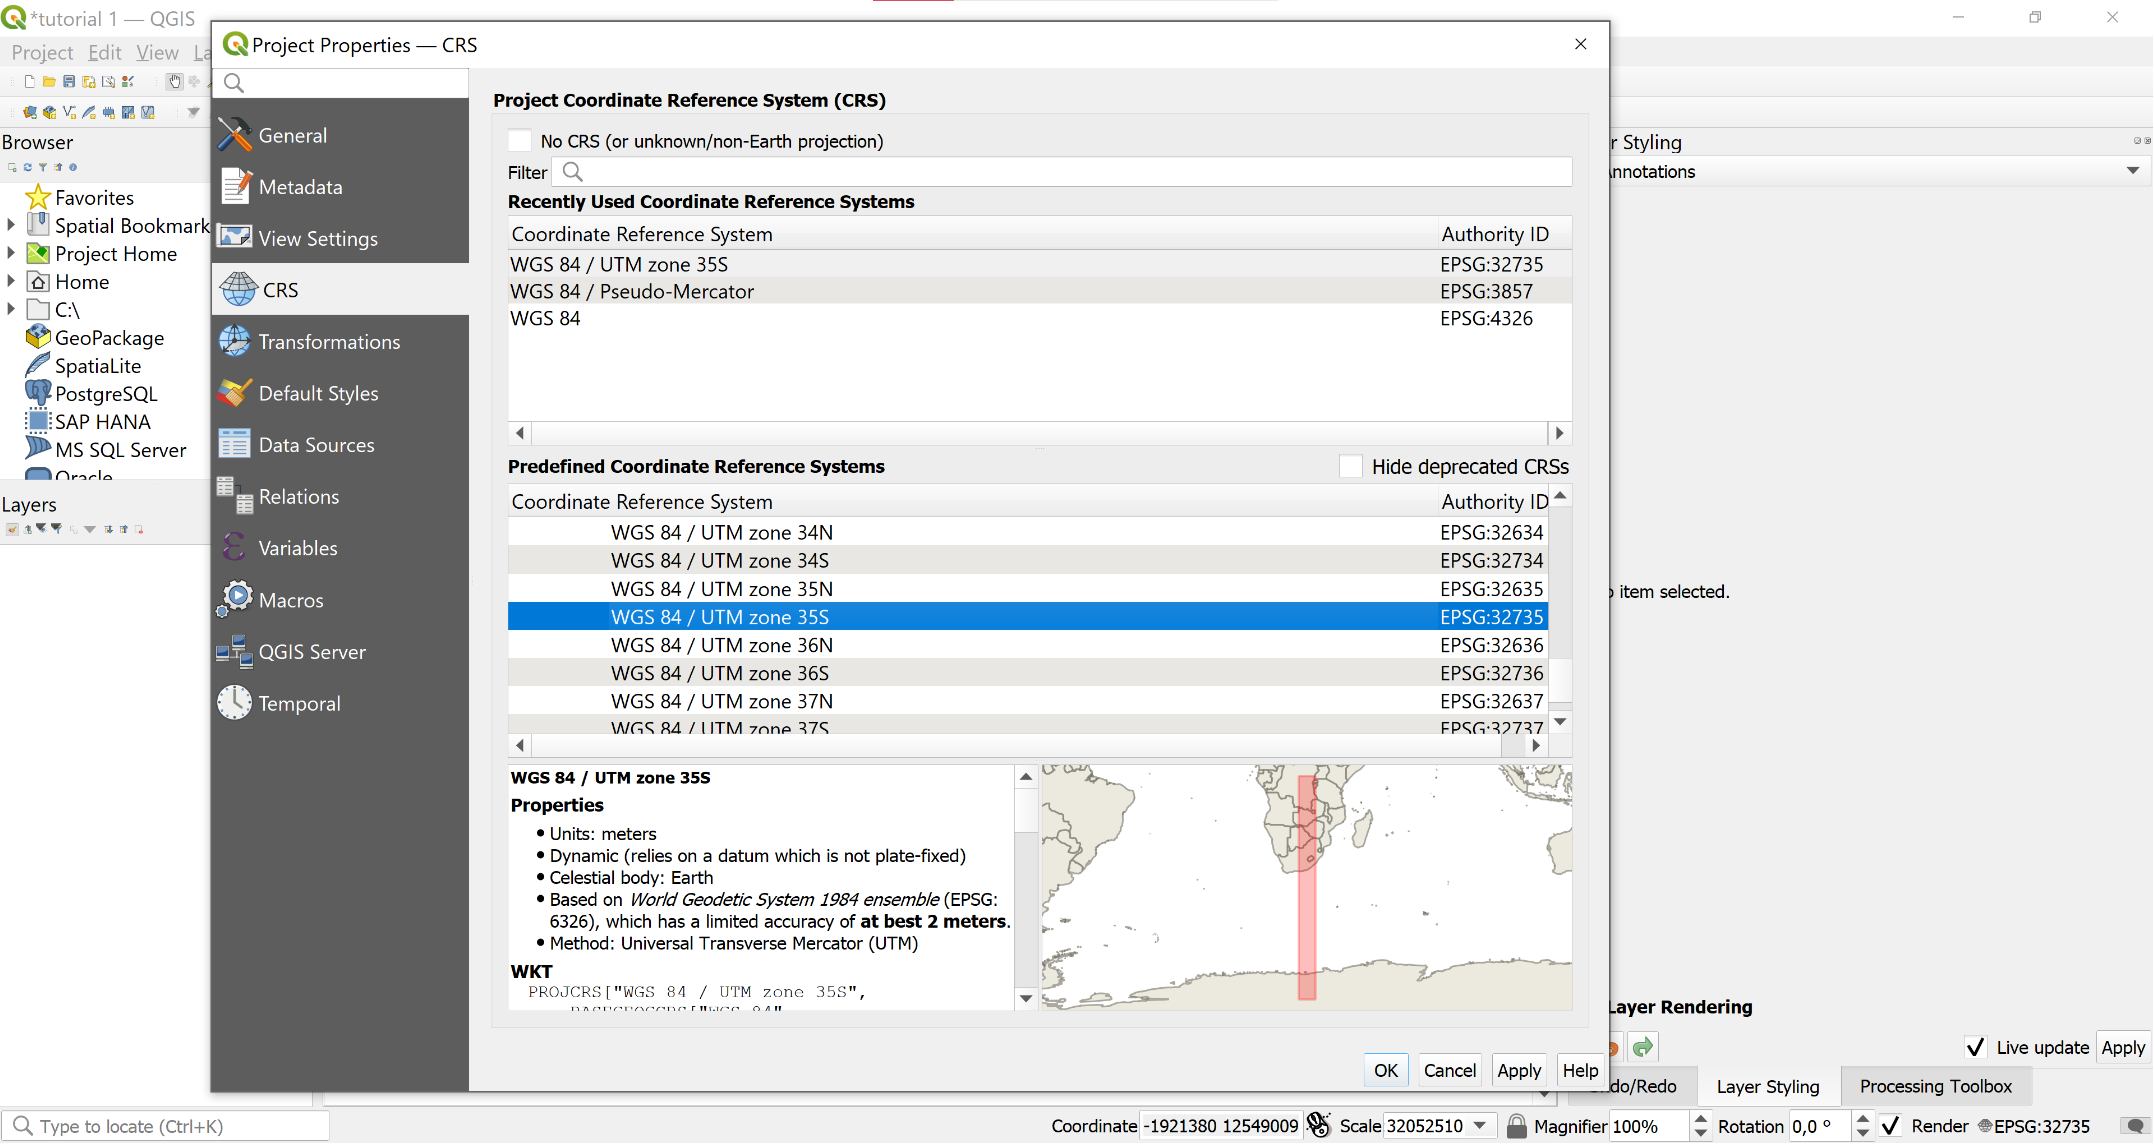 *tutorial 1 — QGIS
Project Edit View La
Project Properties — CRS
Browser
Favorites
Spatial Bookmark
Project Home
Home
C:\
GeoPackage
SpatiaLite
PostgreSQL
SAP HANA
MS SQL Server
Oracle
Layers
General
Metadata
View Settings
CRS
Transformations
Default Styles
Data Sources
Relations
Variables
Macros
QGIS Server
Temporal
Project Coordinate Reference System (CRS)
No CRS (or unknown/non-Earth projection)
Filter
Recently Used Coordinate Reference Systems
Coordinate Reference System Authority ID
WGS 84 / UTM zone 35S EPSG:32735
WGS 84 / Pseudo-Mercator EPSG:3857
WGS 84 EPSG:4326
Predefined Coordinate Reference Systems Hide deprecated CRSs
Coordinate Reference System Authority ID
WGS 84 / UTM zone 34N EPSG:32634
WGS 84 / UTM zone 34S EPSG:32734
WGS 84 / UTM zone 35N EPSG:32635
WGS 84 / UTM zone 35S EPSG:32735
WGS 84 / UTM zone 36N EPSG:32636
WGS 84 / UTM zone 36S EPSG:32736
WGS 84 / UTM zone 37N EPSG:32637
WGS 84 / UTM zone 37S EPSG:32737
WGS 84 / UTM zone 35S
Properties
• Units: meters
• Dynamic (relies on a datum which is not plate-fixed)
• Celestial body: Earth
• Based on World Geodetic System 1984 ensemble (EPSG:
6326), which has a limited accuracy of at best 2 meters.
• Method: Universal Transverse Mercator (UTM)
WKT
PROJCRS["WGS 84 / UTM zone 35S",
BASEGEOGCRS["WGS 84",
OK Cancel Apply Help
r Styling
nnotations
item selected.
Layer Rendering
Live update Apply
do/Redo Layer Styling Processing Toolbox
Type to locate (Ctrl+K) Coordinate -1921380 12549009 Scale 32052510 Magnifier 100% Rotation 0,0 ° Render EPSG:32735